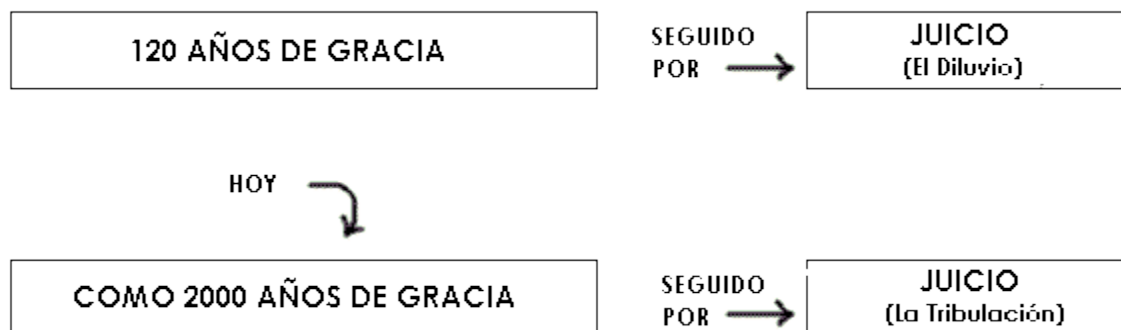 120 AÑOS DE GRACIA
SEGUIDO
POR
JUICIO
(El Diluvio)
HOY
COMO 2000 AÑOS DE GRACIA
SEGUIDO
POR
JUICIO
(La Tribulación)